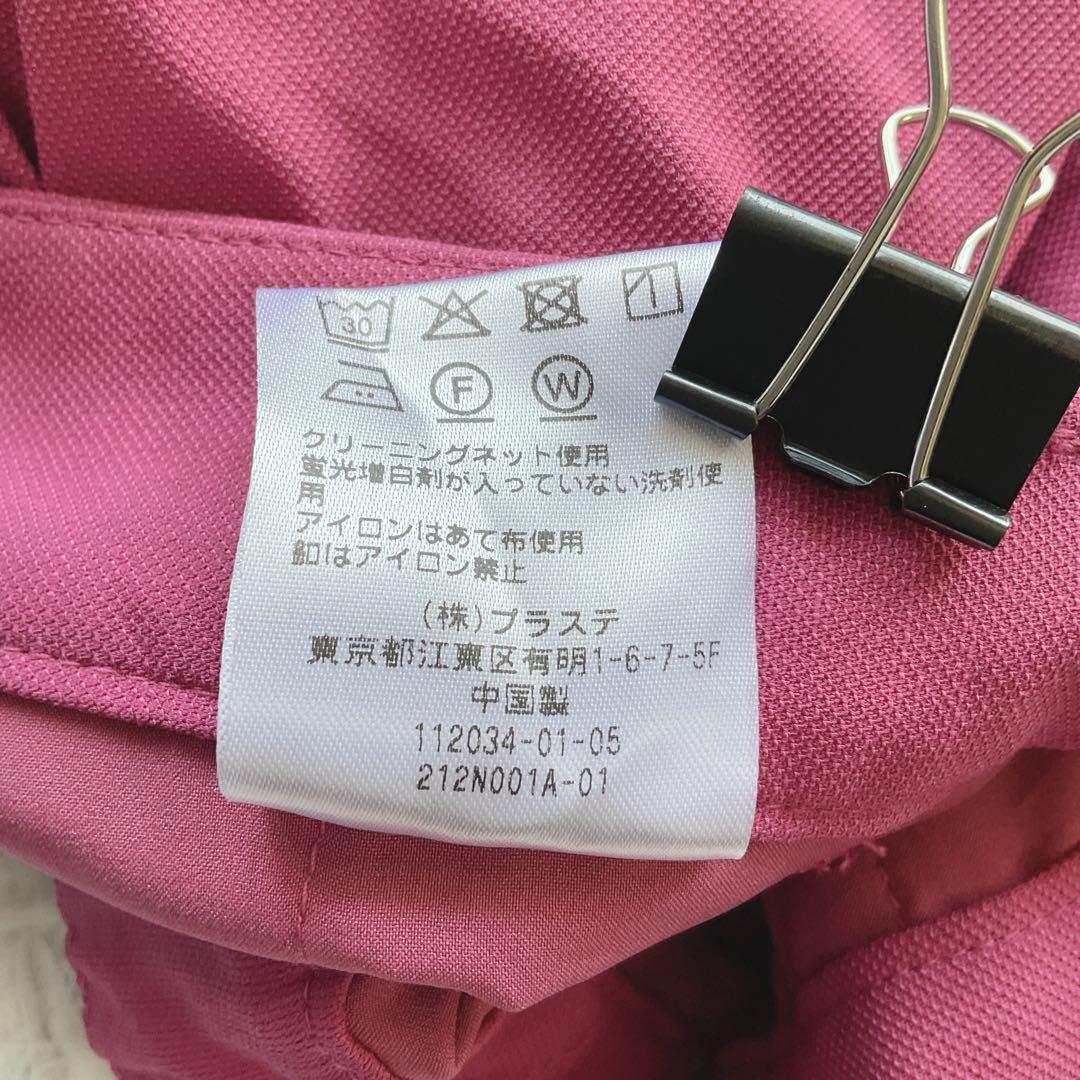 30
F W
クリーニングネット使用
蛍光増白剤が入っていない洗剤使
用
アイロンはあて布使用
釦はアイロン禁止
(株)プラステ
東京都江東区有明1-6-7-5F
中国製
112034-01-05
212N001A-01